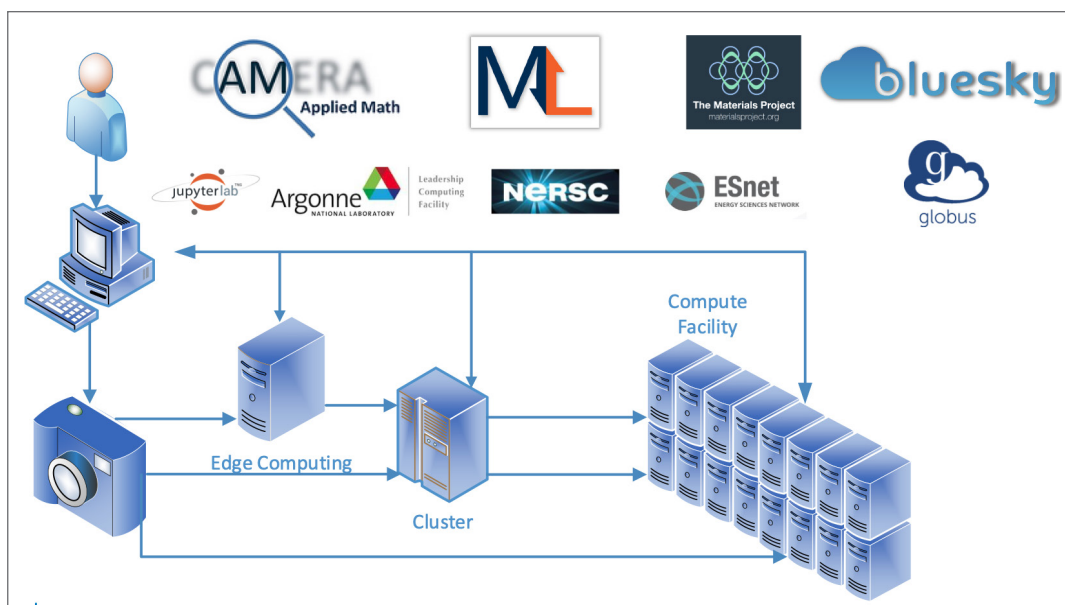 CAMERA
Applied Math
ML
The Materials Project
materialsproject.org
bluesky
jupyterlab™
Argonne
NATIONAL LABORATORY
Leadership
Computing
Facility
NERSC
ESnet
ENERGY SCIENCES NETWORK
g
globus
Compute
Facility
Edge Computing
Cluster